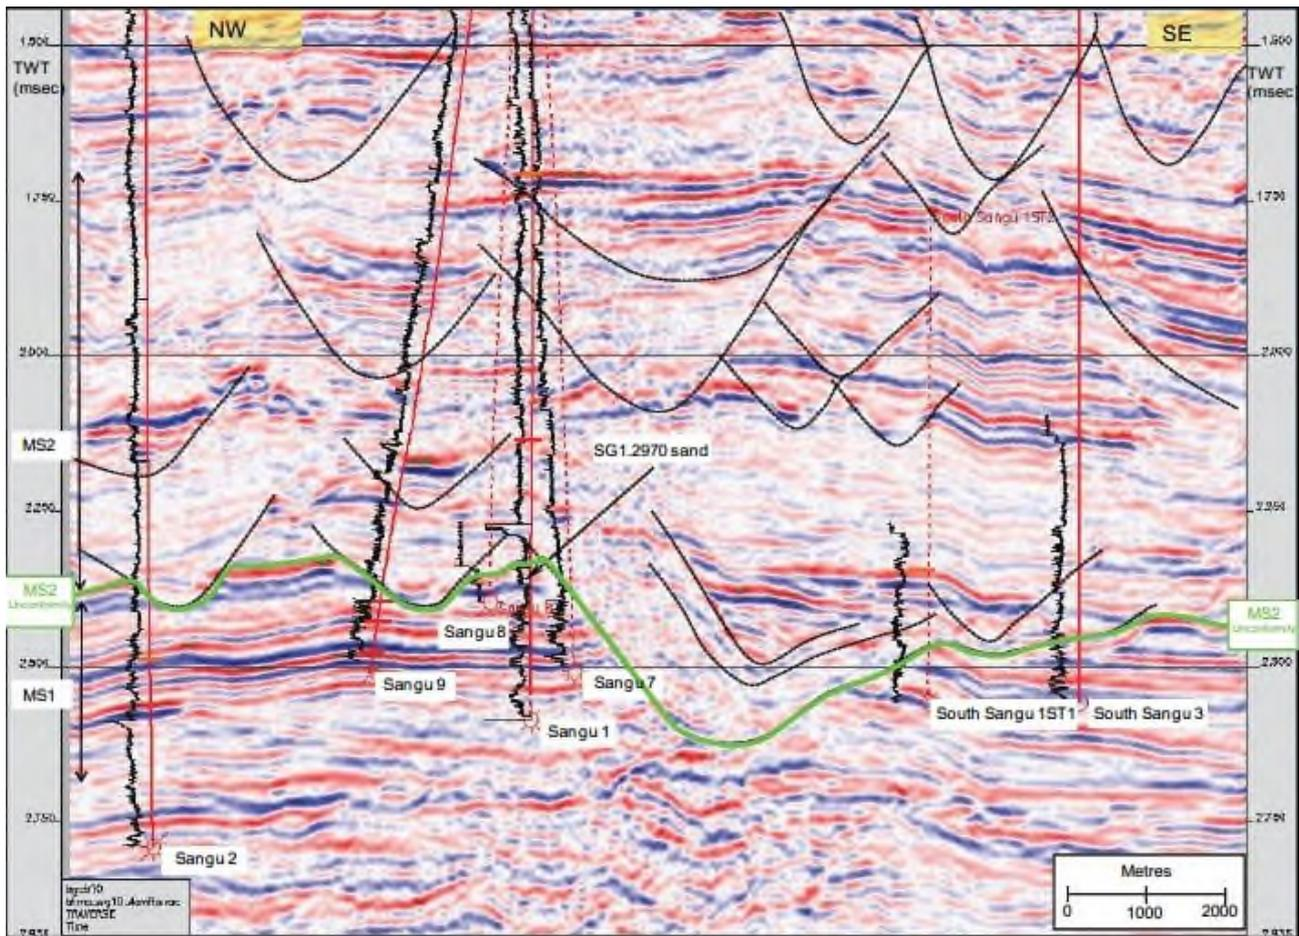 NW
SE
1.500
1.500
TWT
(msec)
TWT
(msec
1.750
1.750
South Sangu 1ST
2.000
2.000
MS2
SG1.2970 sand
2.250
2.250
MS2
Unconformity
MS2
Unconformity
Sangu 8
2.500
2.500
MS1
Sangu 9
Sangu 7
South Sangu 1ST1
South Sangu 3
Sangu 1
2.750
2.750
Sangu 2
Metres
0 1000 2000
TRAVERSE
Time